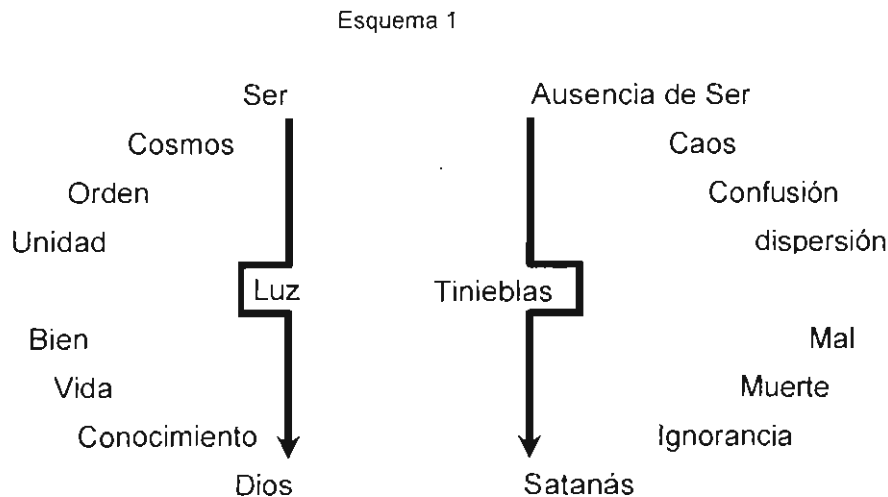 Esquema 1
Ser Ausencia de Ser
Cosmos Caos
Orden Confusión
Unidad dispersión
Luz Tinieblas
Bien Mal
Vida Muerte
Conocimiento Ignorancia
Dios Satanás